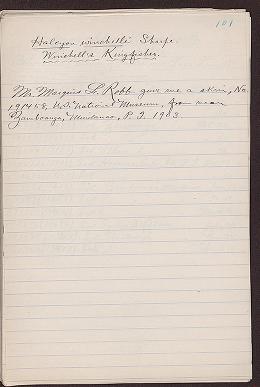 101
Halcyon winchelli Sharpe.
Winchell's Kingfisher.
Mr. Marquis L. Robb gave me a skin, No.
191458, U.S. National Museum, from near
Zamboanga, Mindanao, P. I. 1903